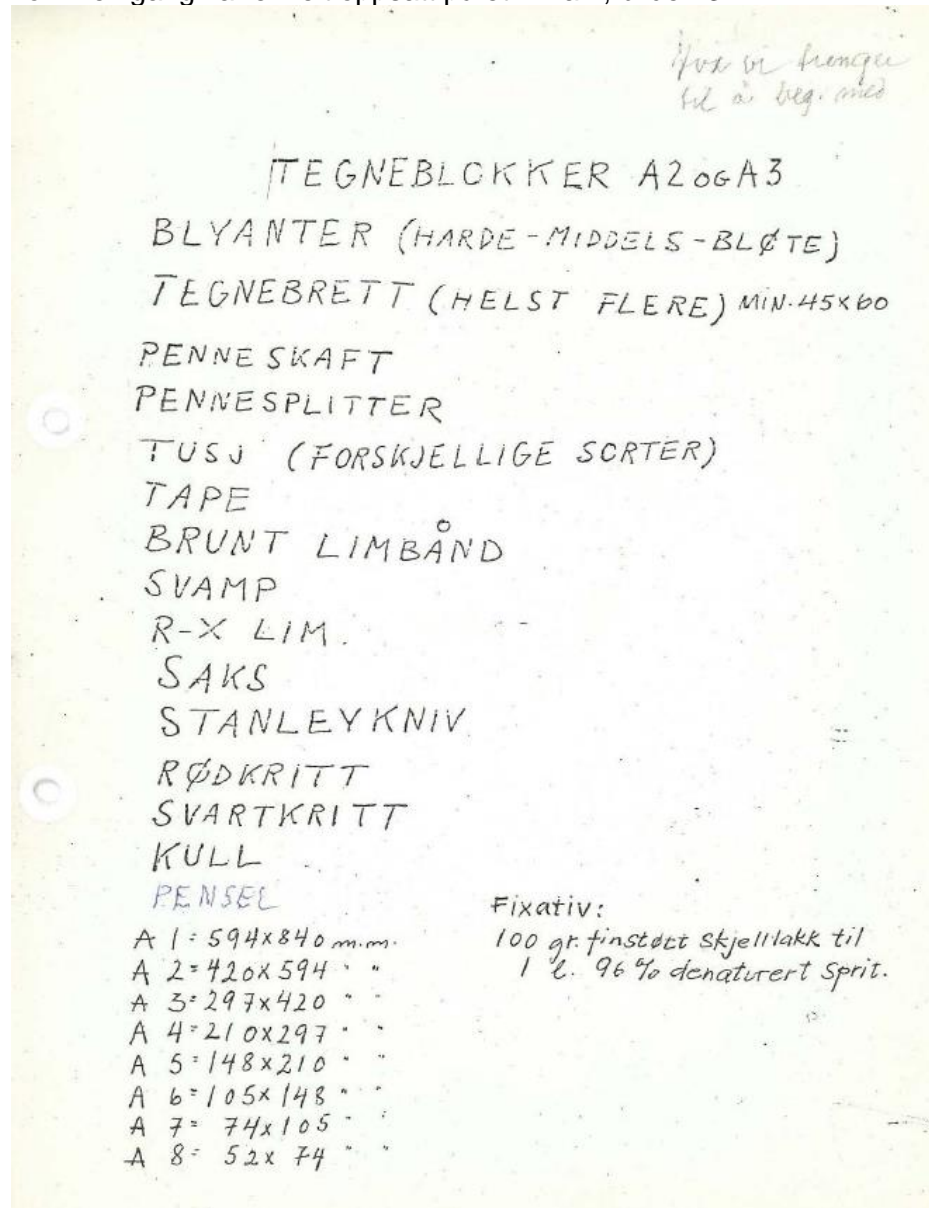 Hva vi trenger
til å beg. med
TEGNEBLOKKER A2 OG A3
BLYANTER (HARDE-MIDDELS-BLØTE)
TEGNEBRETT (HELST FLERE) MIN. 45x60
PENNESKAFT
PENNESPLITTER
TUSJ (FORSKJELLIGE SORTER)
TAPE
BRUNT LIMBÅND
SVAMP
R-X LIM.
SAKS
STANLEYKNIV
RØDKRITT
SVARTKRITT
KULL
PENSEL
A 1 = 594x840 m.m.
A 2 = 420x594 " "
A 3 = 297x420 " "
A 4 = 210x297 " "
A 5 = 148x210 " "
A 6 = 105x148 " "
A 7 = 74x105 " "
A 8 = 52x74 " "
Fixativ:
100 gr. finstøtt skjellakk til
1 l. 96 % denaturert sprit.